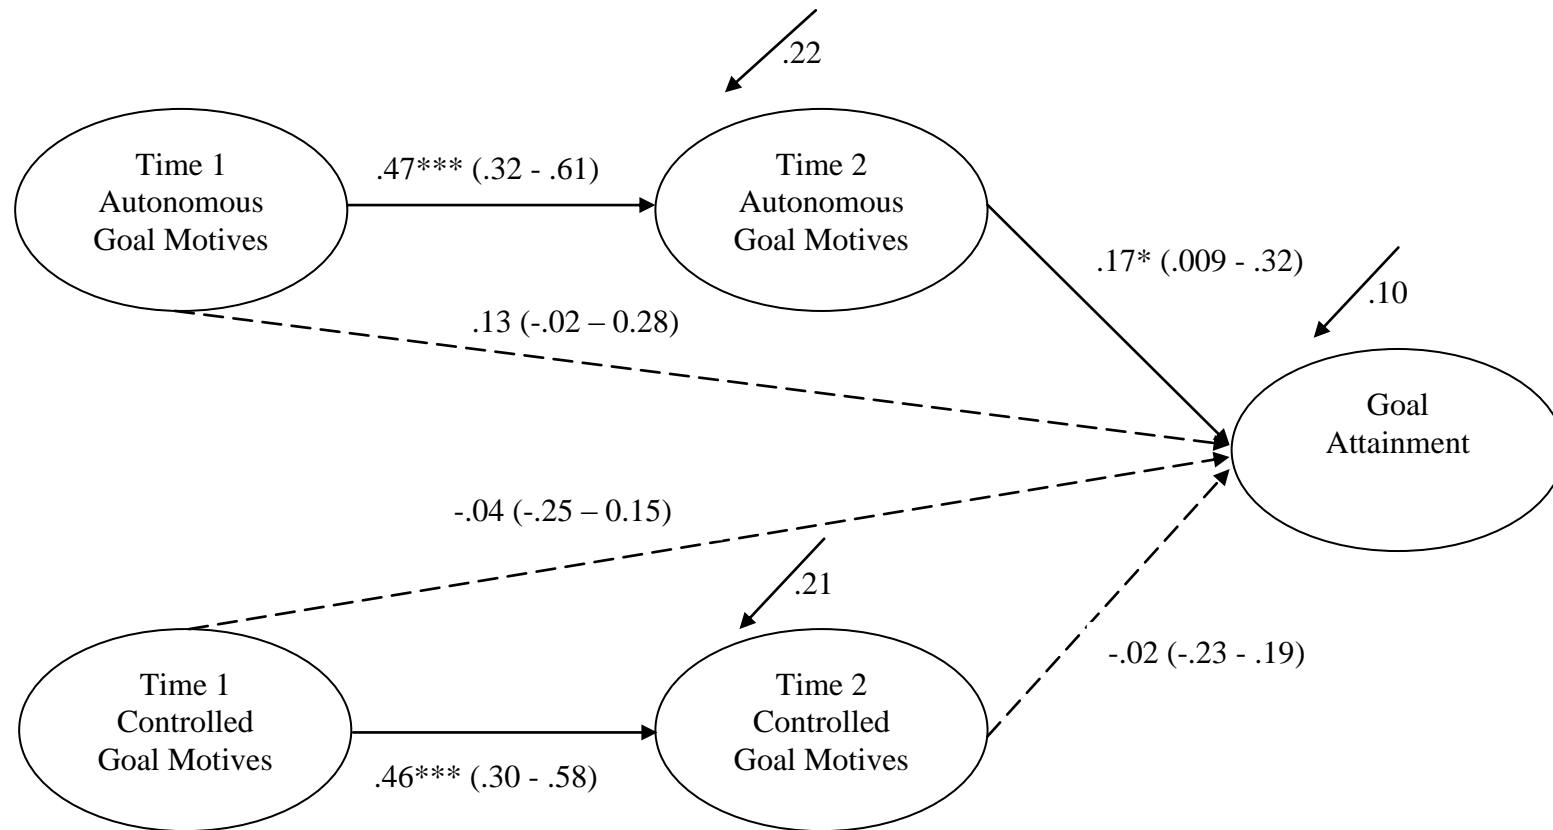 .22
Time 1
Autonomous
Goal Motives
.47*** (.32 - .61)
Time 2
Autonomous
Goal Motives
.17* (.009 - .32)
.10
.13 (-.02 – 0.28)
Goal
Attainment
-.04 (-.25 – 0.15)
.21
Time 1
Controlled
Goal Motives
.46*** (.30 - .58)
Time 2
Controlled
Goal Motives
-.02 (-.23 - .19)